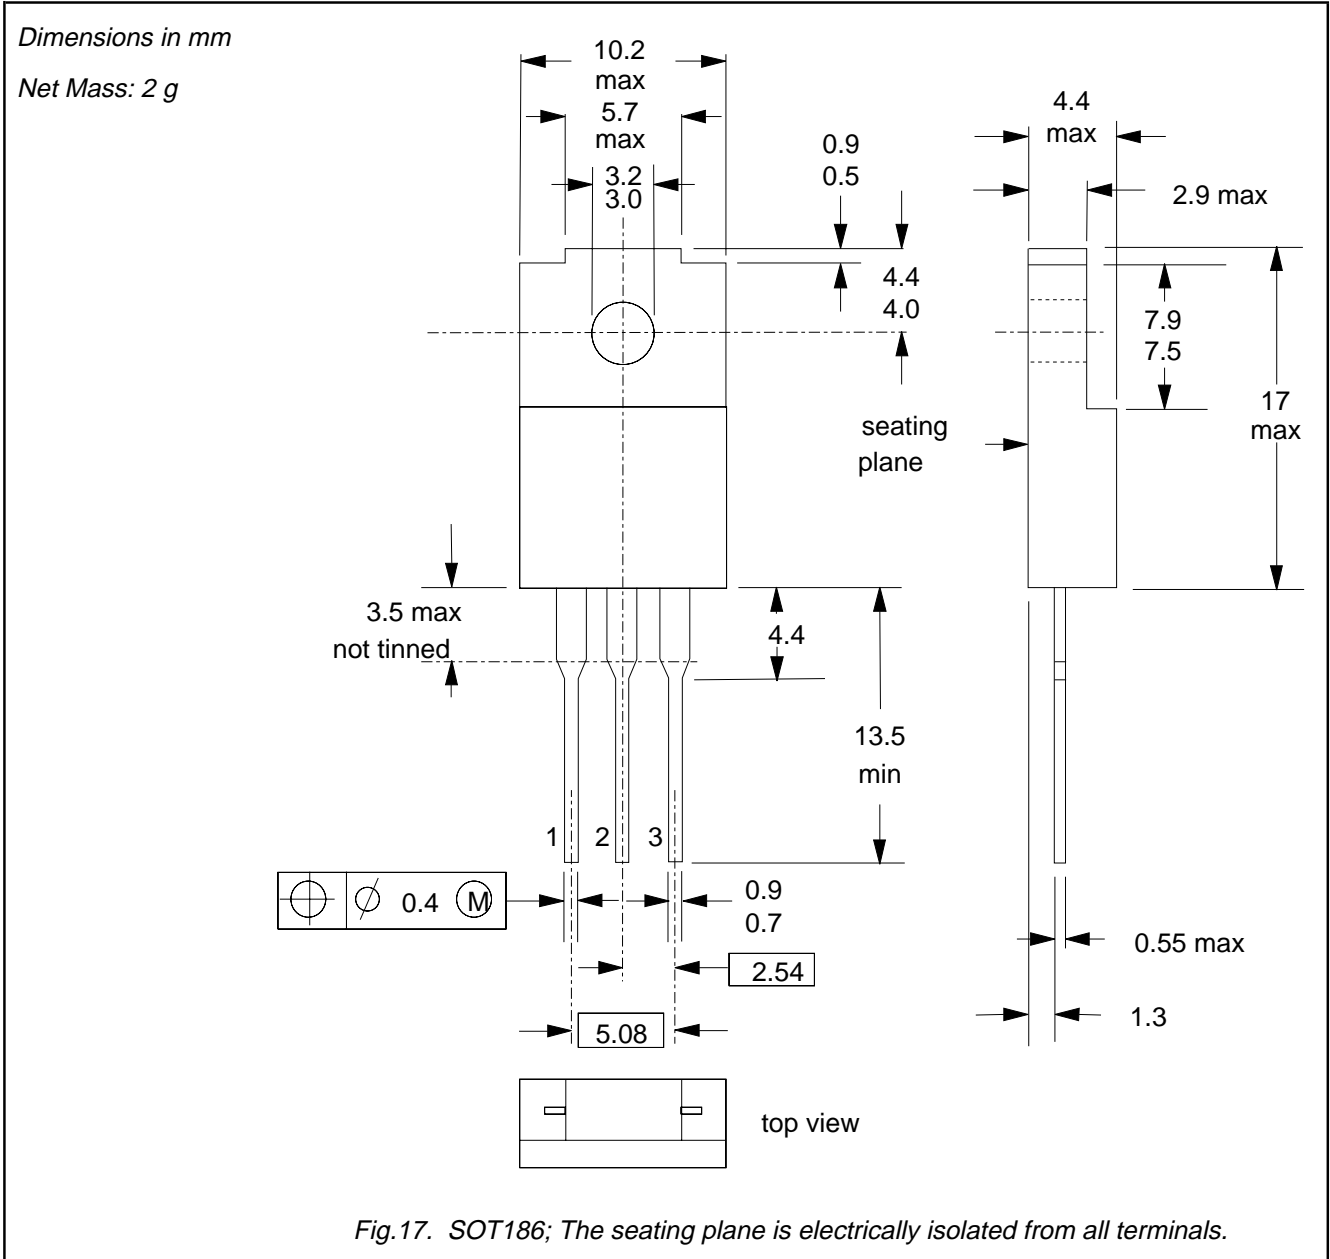 Dimensions in mm
Net Mass: 2 g
10.2
max
5.7
max
3.2
3.0
0.9
0.5
4.4
4.0
4.4
max
2.9 max
7.9
7.5
17
max
seating
plane
3.5 max
not tinned
4.4
13.5
min
1 2 3
0.4 M
0.9
0.7
2.54
5.08
0.55 max
1.3
top view
Fig.17. SOT186; The seating plane is electrically isolated from all terminals.